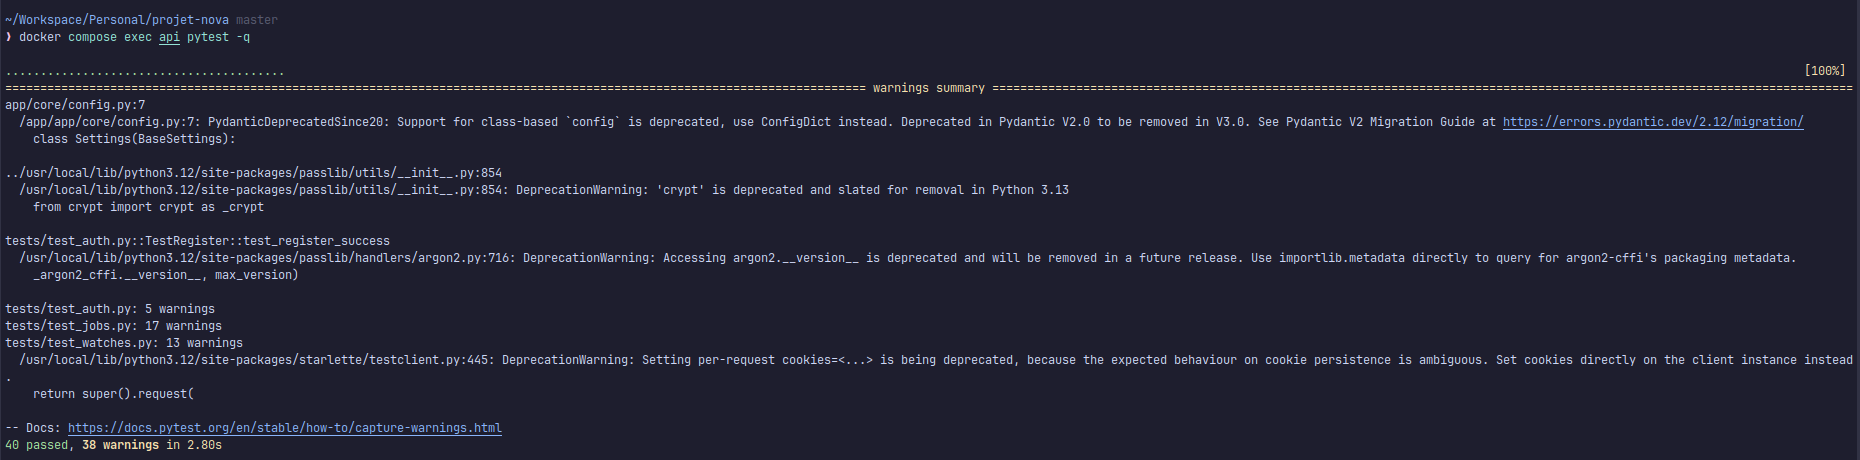 ~/Workspace/Personal/projet-nova master
❯ docker compose exec api pytest -q
........................................ [100%]
=========================================================================================================================== warnings summary ===========================================================================================================================
app/core/config.py:7
/app/app/core/config.py:7: PydanticDeprecatedSince20: Support for class-based `config` is deprecated, use ConfigDict instead. Deprecated in Pydantic V2.0 to be removed in V3.0. See Pydantic V2 Migration Guide at https://errors.pydantic.dev/2.12/migration/
class Settings(BaseSettings):
../usr/local/lib/python3.12/site-packages/passlib/utils/__init__.py:854
/usr/local/lib/python3.12/site-packages/passlib/utils/__init__.py:854: DeprecationWarning: 'crypt' is deprecated and slated for removal in Python 3.13
from crypt import crypt as _crypt
tests/test_auth.py::TestRegister::test_register_success
/usr/local/lib/python3.12/site-packages/passlib/handlers/argon2.py:716: DeprecationWarning: Accessing argon2.__version__ is deprecated and will be removed in a future release. Use importlib.metadata directly to query for argon2-cffi's packaging metadata.
_argon2_cffi.__version__, max_version)
tests/test_auth.py: 5 warnings
tests/test_jobs.py: 17 warnings
tests/test_watches.py: 13 warnings
/usr/local/lib/python3.12/site-packages/starlette/testclient.py:445: DeprecationWarning: Setting per-request cookies=<...> is being deprecated, because the expected behaviour on cookie persistence is ambiguous. Set cookies directly on the client instance instead
.
return super().request(
-- Docs: https://docs.pytest.org/en/stable/how-to/capture-warnings.html
40 passed, 38 warnings in 2.80s